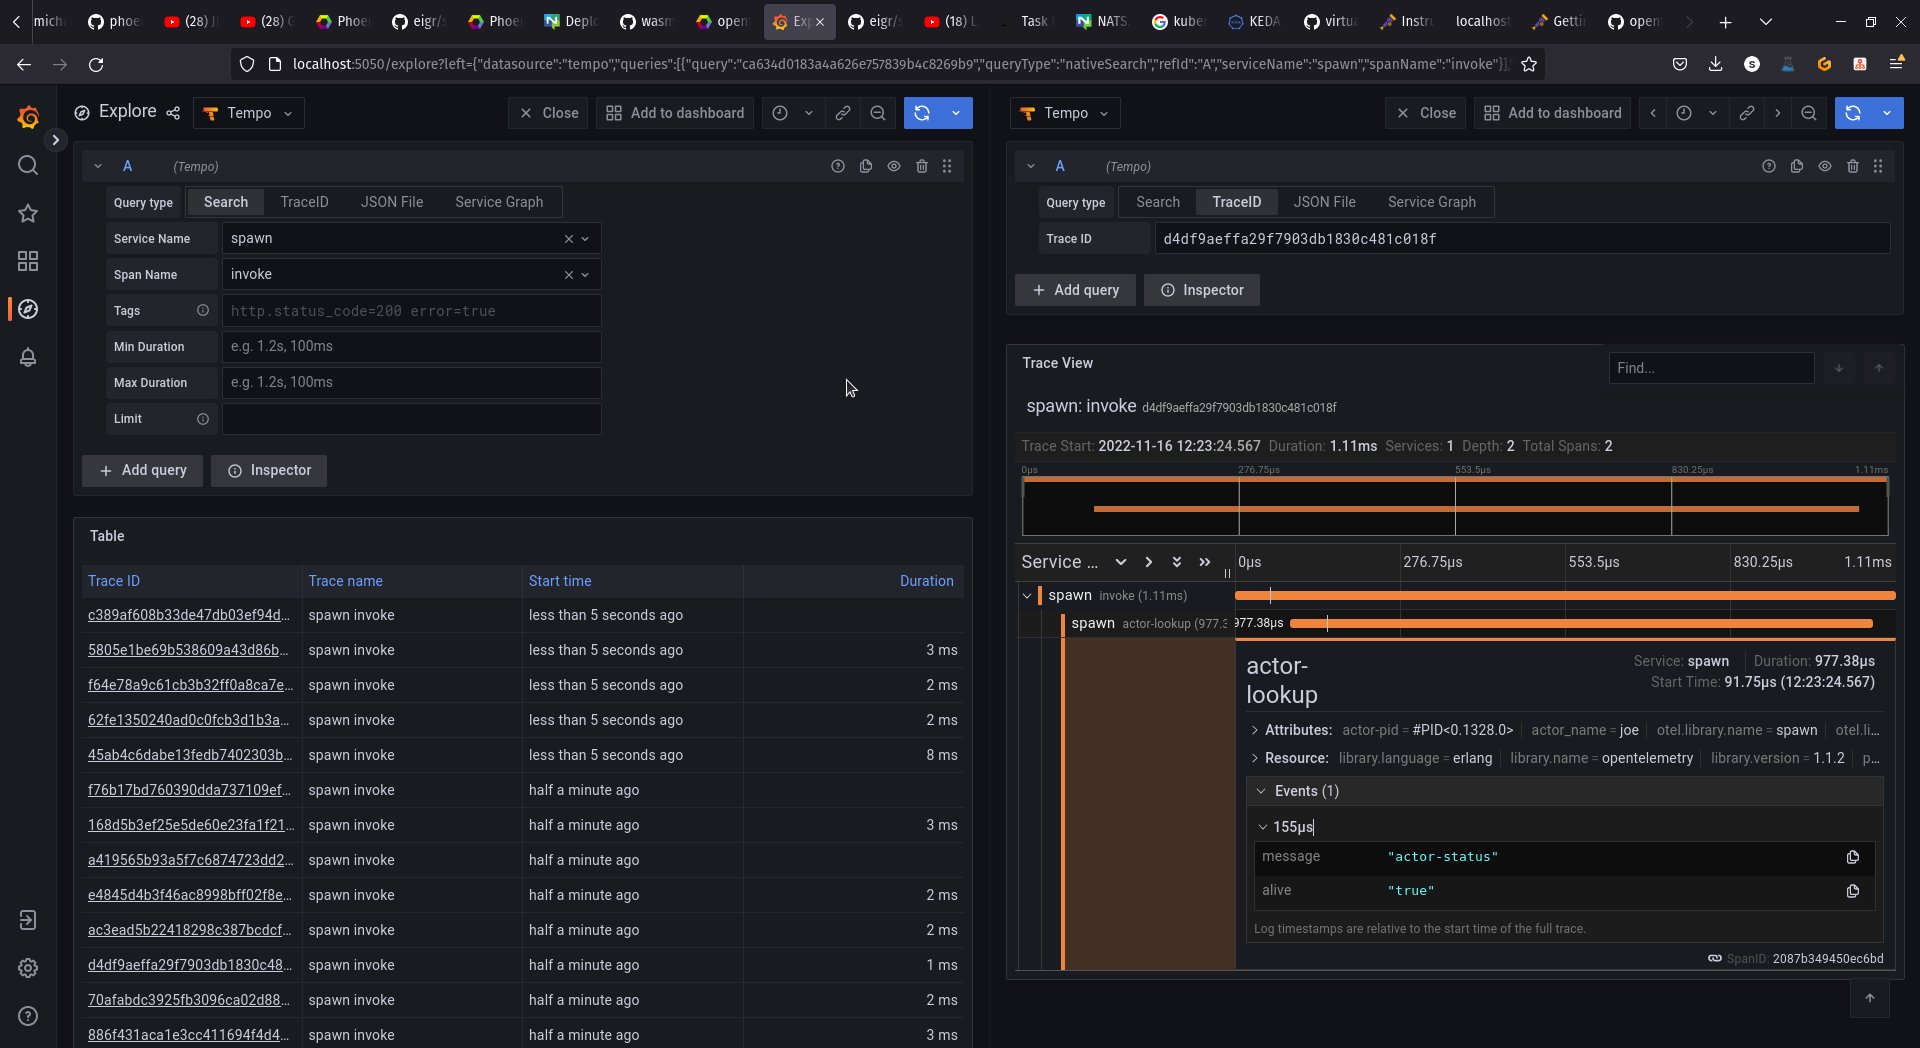 mich phoe (28) J (28) G Phoe eigr/s Phoe Deplo wasm open Exp eigr/s (18) L Task NATS. kube KEDA virtua Instru localhost Gettin open
localhost:5050/explore?left={"datasource":"tempo","queries":[{"query":"ca634d0183a4a626e757839b4c8269b9","queryType":"nativeSearch","refId":"A","serviceName":"spawn","spanName":"invoke"}],
Explore Tempo Close Add to dashboard
A (Tempo)
Query type Search TraceID JSON File Service Graph
Service Name spawn
Span Name invoke
Tags http.status_code=200 error=true
Min Duration e.g. 1.2s, 100ms
Max Duration e.g. 1.2s, 100ms
Limit
Add query Inspector
Table
Trace ID Trace name Start time Duration
c389af608b33de47db03ef94d… spawn invoke less than 5 seconds ago
5805e1be69b538609a43d86b… spawn invoke less than 5 seconds ago 3 ms
f64e78a9c61cb3b32ff0a8ca7e… spawn invoke less than 5 seconds ago 2 ms
62fe1350240ad0c0fcb3d1b3a… spawn invoke less than 5 seconds ago 2 ms
45ab4c6dabe13fedb7402303b… spawn invoke less than 5 seconds ago 8 ms
f76b17bd760390dda737109ef… spawn invoke half a minute ago
168d5b3ef25e5de60e23fa1f21… spawn invoke half a minute ago 3 ms
a419565b93a5f7c6874723dd2… spawn invoke half a minute ago
e4845d4b3f46ac8998bff02f8e… spawn invoke half a minute ago 2 ms
ac3ead5b22418298c387bcdcf… spawn invoke half a minute ago 2 ms
d4df9aeffa29f7903db1830c48… spawn invoke half a minute ago 1 ms
70afabdc3925fb3096ca02d88… spawn invoke half a minute ago 2 ms
886f431aca1e3cc411694f4d4… spawn invoke half a minute ago 3 ms
Tempo Close Add to dashboard
A (Tempo)
Query type Search TraceID JSON File Service Graph
Trace ID d4df9aeffa29f7903db1830c481c018f
Add query Inspector
Trace View Find...
spawn: invoke d4df9aeffa29f7903db1830c481c018f
Trace Start: 2022-11-16 12:23:24.567 Duration: 1.11ms Services: 1 Depth: 2 Total Spans: 2
0µs 276.75µs 553.5µs 830.25µs 1.11ms
Service ... 0µs 276.75µs 553.5µs 830.25µs 1.11ms
spawn invoke (1.11ms)
spawn actor-lookup (977.3 977.38µs
actor-
lookup
Service: spawn Duration: 977.38µs
Start Time: 91.75µs (12:23:24.567)
Attributes: actor-pid = #PID<0.1328.0> actor_name = joe otel.library.name = spawn otel.li…
Resource: library.language = erlang library.name = opentelemetry library.version = 1.1.2 p…
Events (1)
155µs
message "actor-status"
alive "true"
Log timestamps are relative to the start time of the full trace.
SpanID: 2087b349450ec6bd